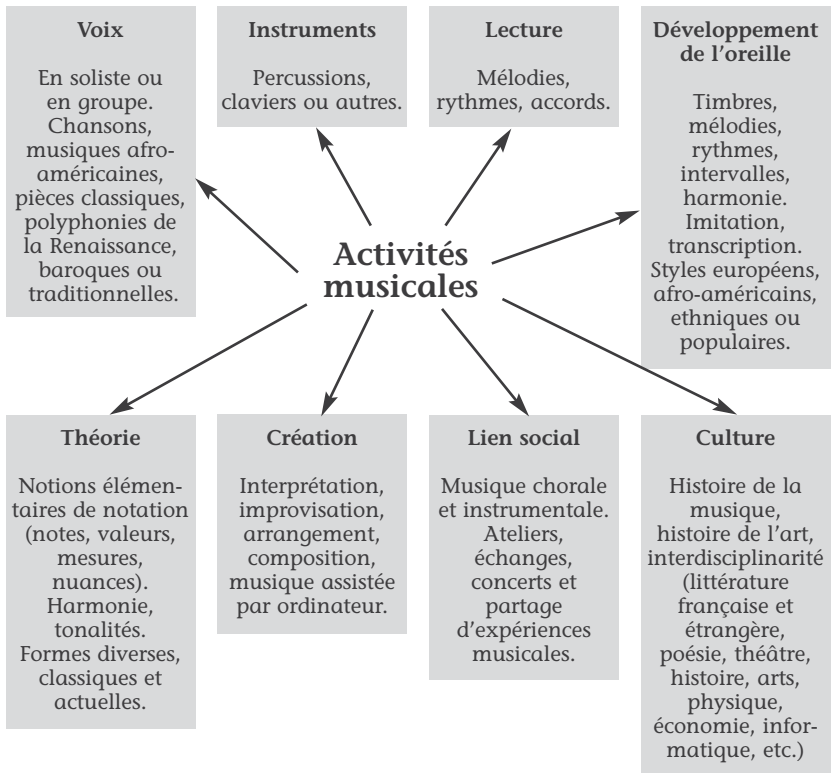 Voix
En soliste ou
en groupe.
Chansons,
musiques afro-
américaines,
pièces classiques,
polyphonies de
la Renaissance,
baroques ou
traditionnelles.
Instruments
Percussions,
claviers ou autres.
Lecture
Mélodies,
rythmes, accords.
Développement
de l’oreille
Timbres,
mélodies,
rythmes,
intervalles,
harmonie.
Imitation,
transcription.
Styles européens,
afro-américains,
ethniques ou
populaires.
Activités
musicales
Théorie
Notions élémen-
taires de notation
(notes, valeurs,
mesures,
nuances).
Harmonie,
tonalités.
Formes diverses,
classiques et
actuelles.
Création
Interprétation,
improvisation,
arrangement,
composition,
musique assistée
par ordinateur.
Lien social
Musique chorale
et instrumentale.
Ateliers,
échanges,
concerts et
partage
d’expériences
musicales.
Culture
Histoire de la
musique,
histoire de l’art,
interdisciplinarité
(littérature
française et
étrangère,
poésie, théâtre,
histoire, arts,
physique,
économie, infor-
matique, etc.)